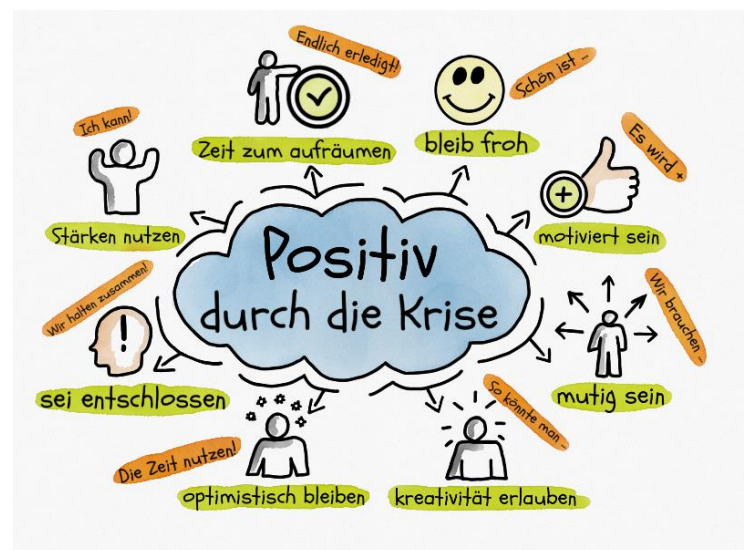 Positiv
durch die Krise
Endlich erledigt!
Zeit zum aufräumen
Schön ist –
bleib froh
Es wird +
motiviert sein
Wir brauchen –
mutig sein
So könnte man –
kreativität erlauben
Die Zeit nutzen!
optimistisch bleiben
Wir halten zusammen!
sei entschlossen
Ich kann!
Stärken nutzen